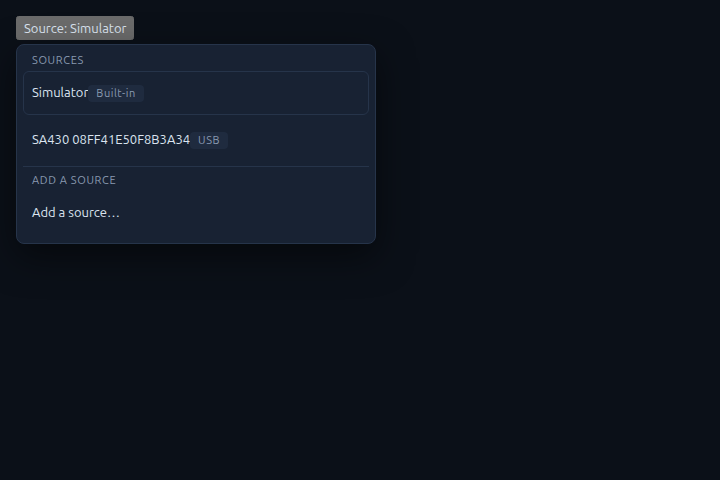 Source: Simulator
SOURCES
Simulator Built-in
SA430 08FF41E50F8B3A34 USB
ADD A SOURCE
Add a source…